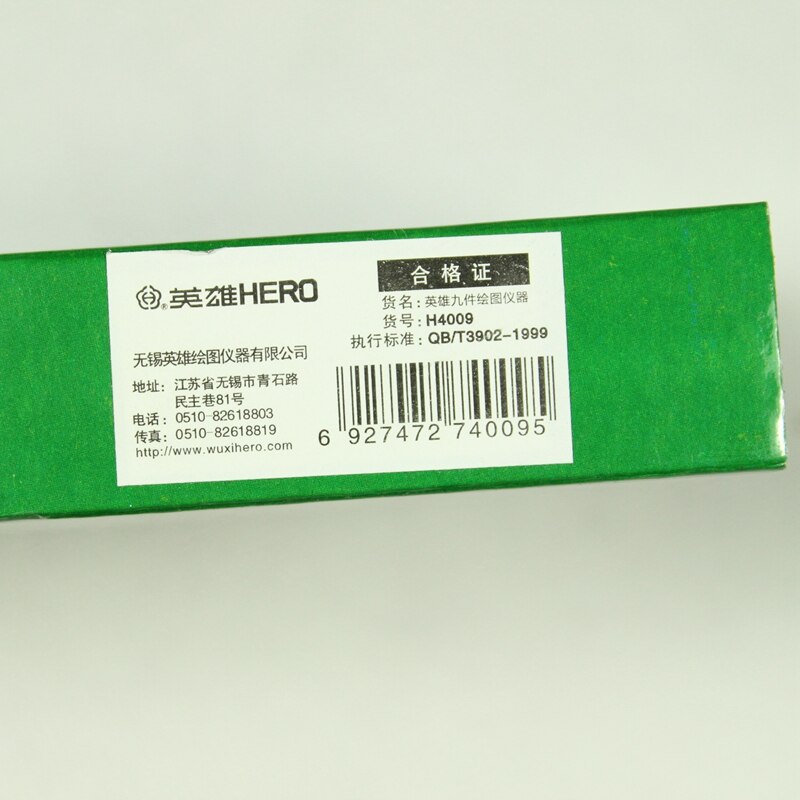 英雄HERO
无锡英雄绘图仪器有限公司
地址：江苏省无锡市青石路
民主巷81号
电话：0510-82618803
传真：0510-82618819
http://www.wuxihero.com
合格证
货名：英雄九件绘图仪器
货号：H4009
执行标准：QB/T3902-1999
6 927472 740095